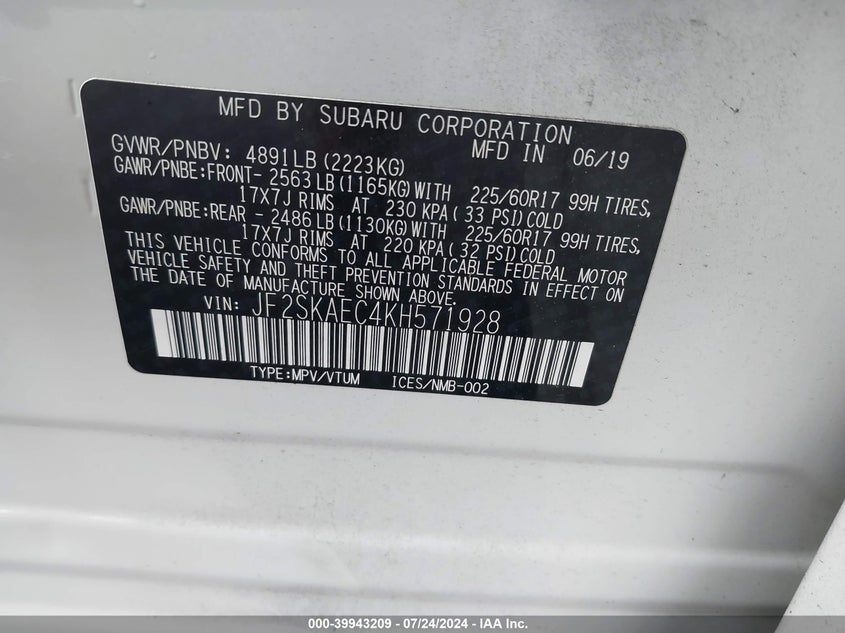 MFD BY SUBARU CORPORATION
GVWR/PNBV: 4891LB(2223KG) MFD IN 06/19
GAWR/PNBE:FRONT- 2563LB(1165KG)WITH 225/60R17 99H TIRES,
17X7J RIMS AT 230 KPA(33 PSI)COLD
GAWR/PNBE:REAR - 2486LB(1130KG)WITH 225/60R17 99H TIRES,
17X7J RIMS AT 220 KPA(32 PSI)COLD
THIS VEHICLE CONFORMS TO ALL APPLICABLE FEDERAL MOTOR
VEHICLE SAFETY AND THEFT PREVENTION STANDARDS IN EFFECT ON
THE DATE OF MANUFACTURE SHOWN ABOVE.
VIN: JF2SKAEC4KH571928
TYPE:MPV/VTUM ICES/NMB-002
000-39943209 - 07/24/2024 - IAA Inc.